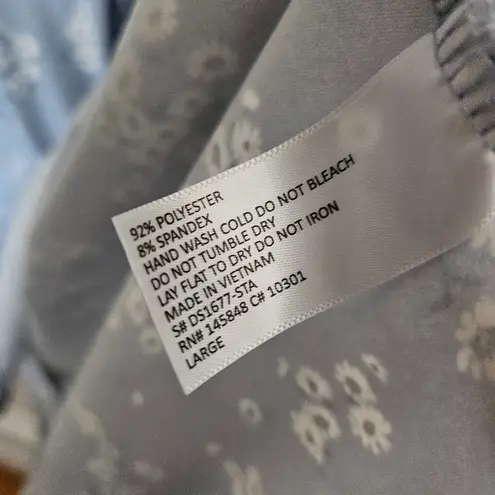 92% POLYESTER
8% SPANDEX
HAND WASH COLD DO NOT BLEACH
DO NOT TUMBLE DRY
LAY FLAT TO DRY DO NOT IRON
MADE IN VIETNAM
S# DS1677-STA
RN# 145848 C# 10301
LARGE